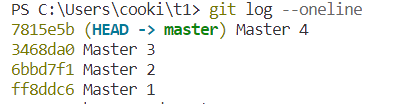 PS C:\Users\cooki\t1> git log --oneline
7815e5b (HEAD -> master) Master 4
3468da0 Master 3
6bbd7f1 Master 2
ff8ddc6 Master 1